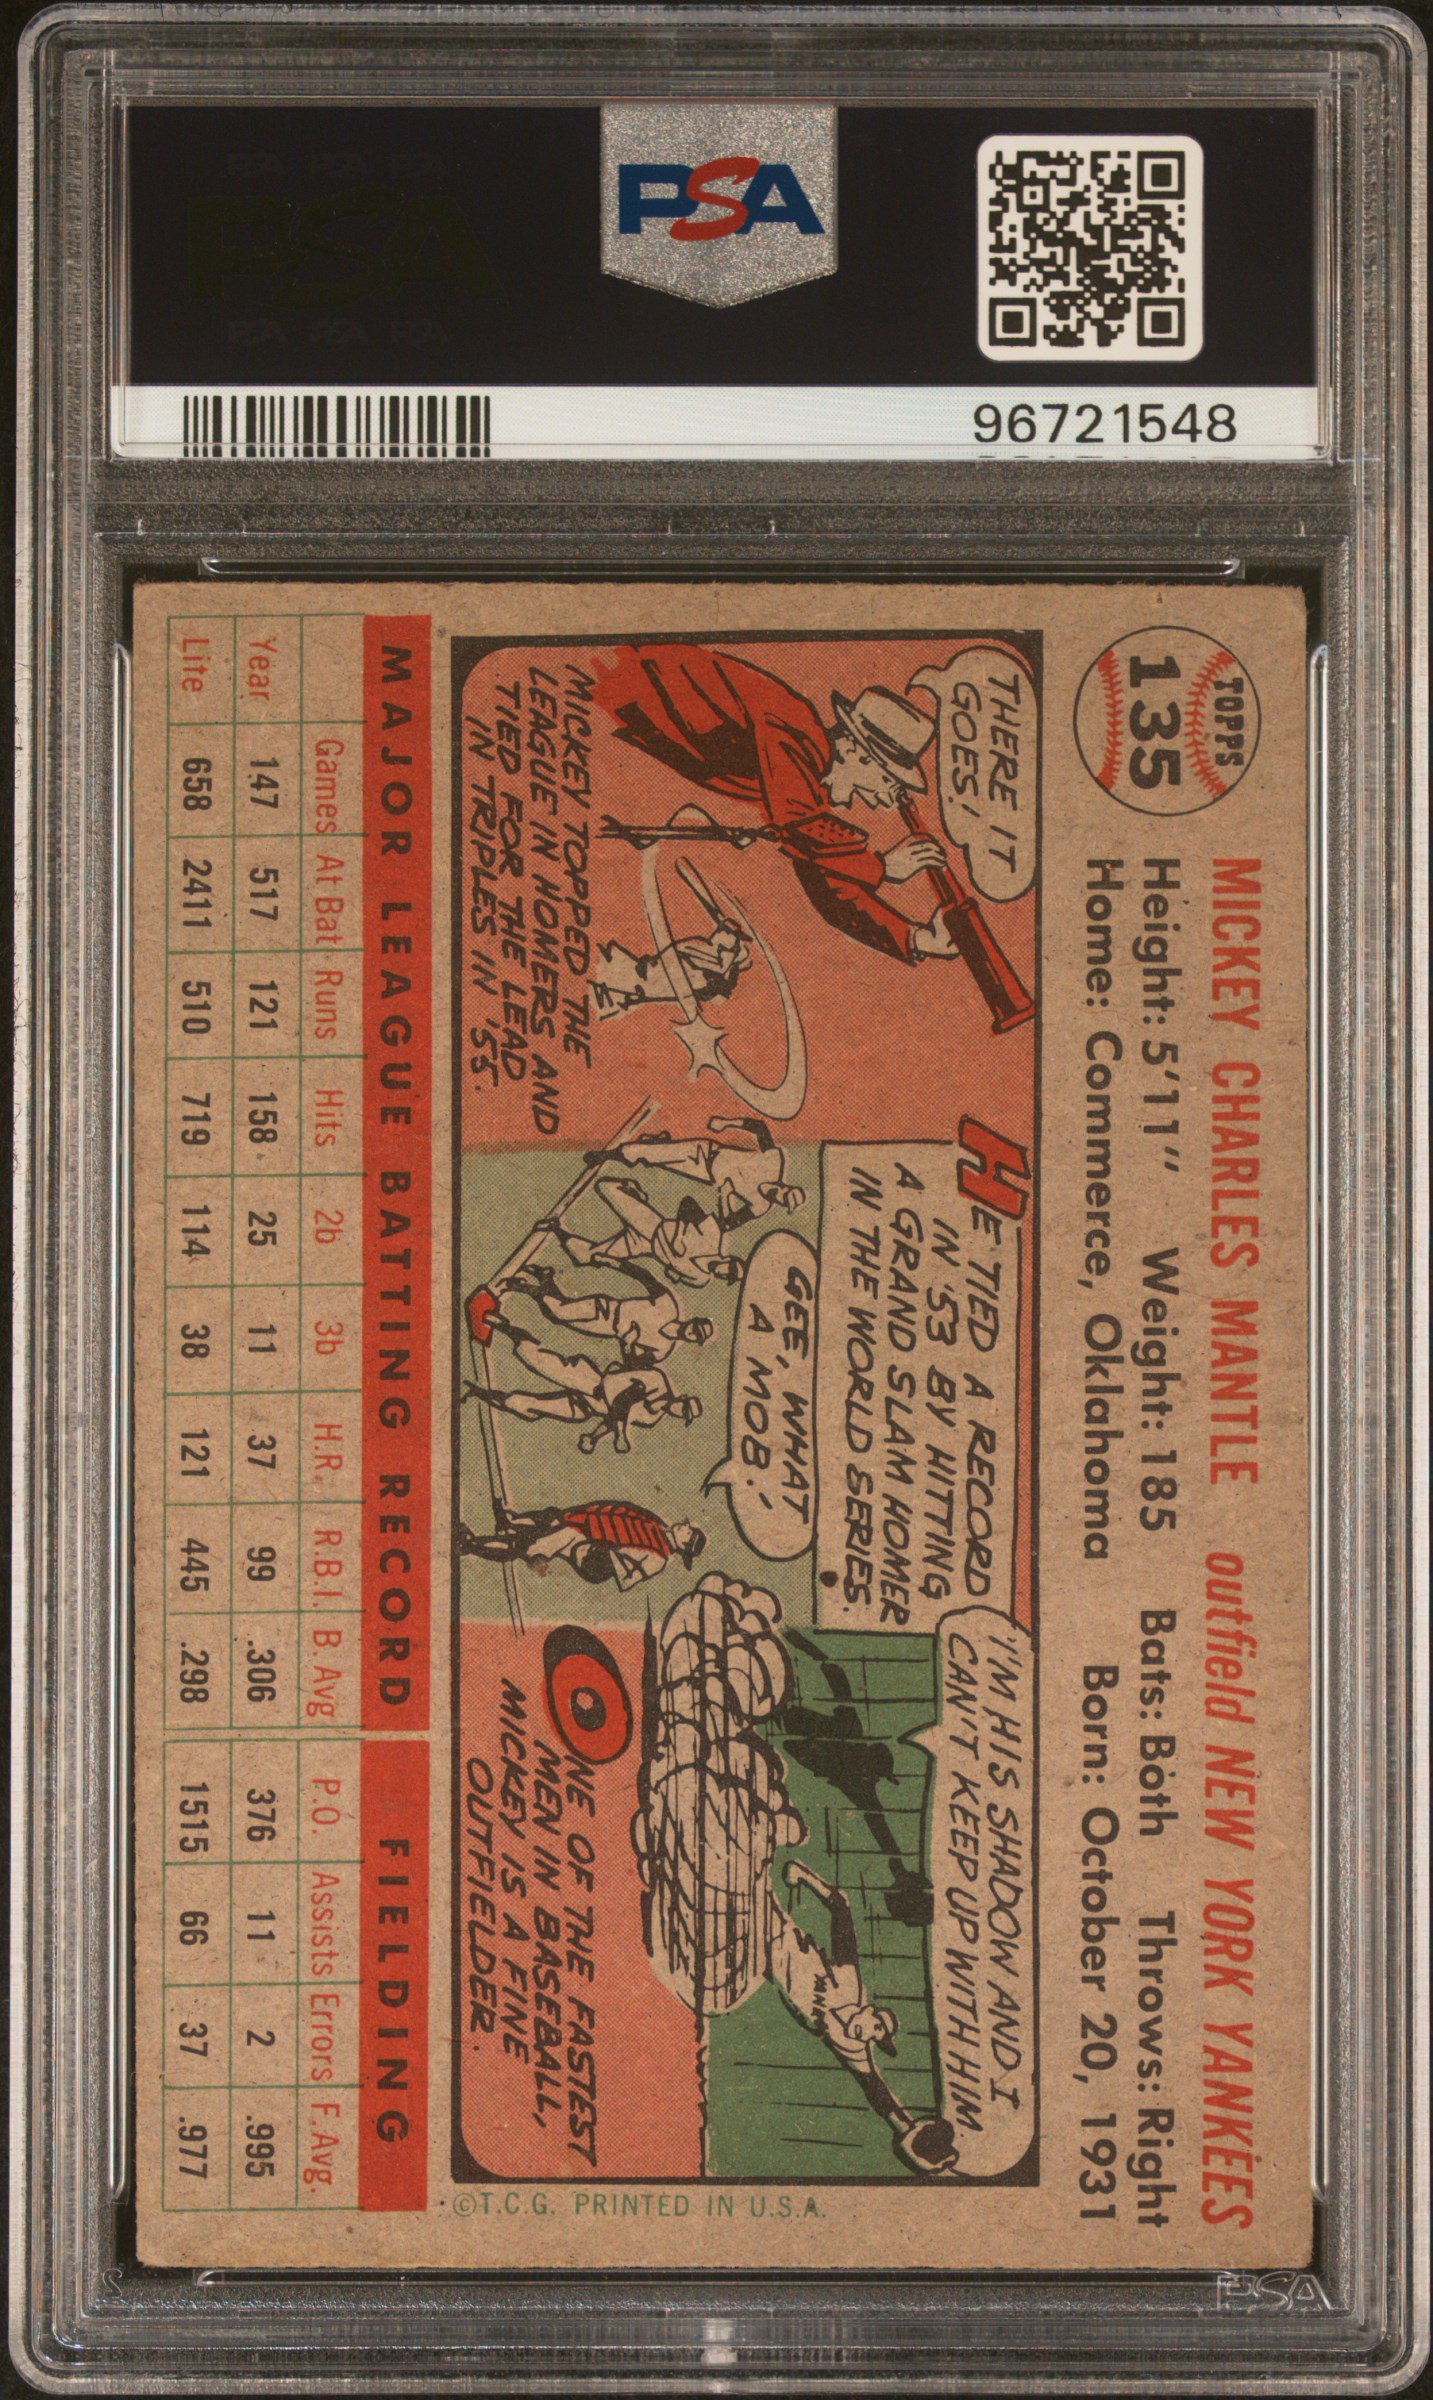 PSA
96721548
TOPPS
135
MICKEY CHARLES MANTLE outfield NEW YORK YANKEES
Height: 5'11" Weight: 185 Bats: Both Throws: Right
Home: Commerce, Oklahoma Born: October 20, 1931
THERE IT
GOES!
MICKEY TOPPED THE
LEAGUE IN HOMERS AND
TIED FOR THE LEAD
IN TRIPLES IN '55.
HE TIED A RECORD
IN '53 BY HITTING
A GRAND SLAM HOMER
IN THE WORLD SERIES.
GEE, WHAT
A MOB!
"I'M HIS SHADOW AND I
CAN'T KEEP UP WITH HIM.
ONE OF THE FASTEST
MEN IN BASEBALL,
MICKEY IS A FINE
OUTFIELDER.
©T.C.G. PRINTED IN U.S.A.
MAJOR LEAGUE BATTING RECORD FIELDING
Games At Bat Runs Hits 2b 3b H.R. R.B.I. B. Avg P.O. Assists Errors F. Avg.
Year 147 517 121 158 25 11 37 99 .306 376 11 2 .995
Life 658 2411 510 719 114 38 121 445 .298 1515 66 37 .977
PSA